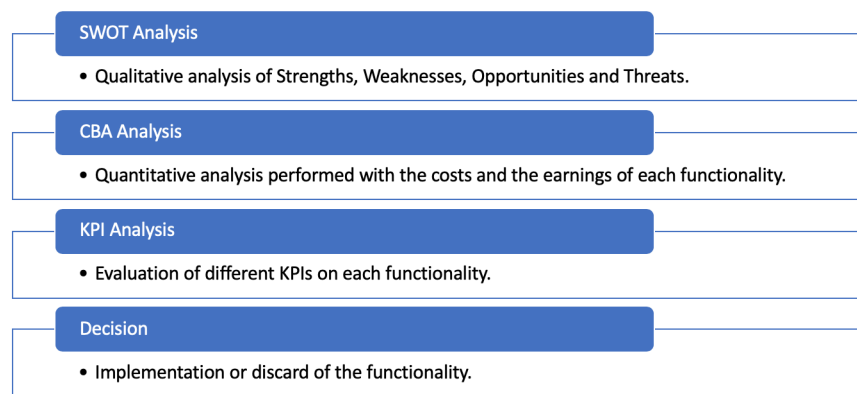 SWOT Analysis
• Qualitative analysis of Strengths, Weaknesses, Opportunities and Threats.
CBA Analysis
• Quantitative analysis performed with the costs and the earnings of each functionality.
KPI Analysis
• Evaluation of different KPIs on each functionality.
Decision
• Implementation or discard of the functionality.